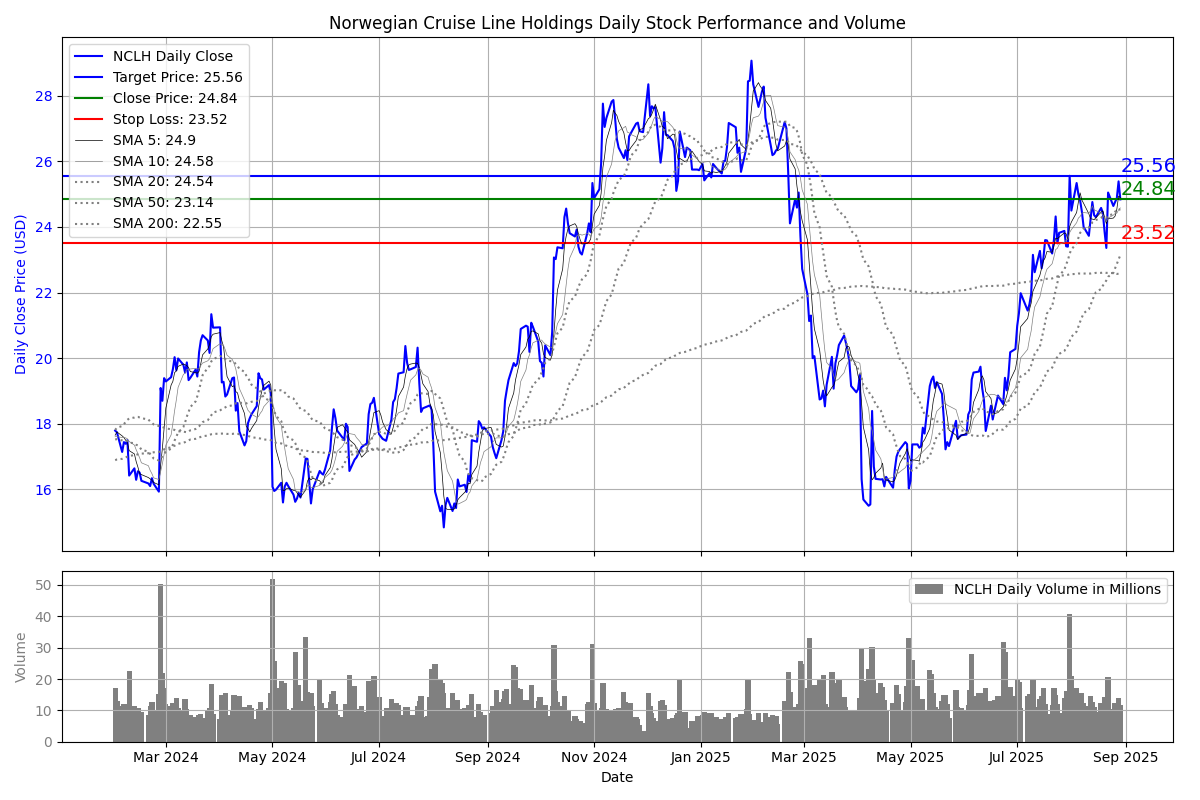 Norwegian Cruise Line Holdings Daily Stock Performance and Volume
NCLH Daily Close
Target Price: 25.56
Close Price: 24.84
Stop Loss: 23.52
SMA 5: 24.9
SMA 10: 24.58
SMA 20: 24.54
SMA 50: 23.14
SMA 200: 22.55
Daily Close Price (USD)
28
26
24
22
20
18
16
25.56
24.84
23.52
NCLH Daily Volume in Millions
Volume
50
40
30
20
10
0
Mar 2024 May 2024 Jul 2024 Sep 2024 Nov 2024 Jan 2025 Mar 2025 May 2025 Jul 2025 Sep 2025
Date